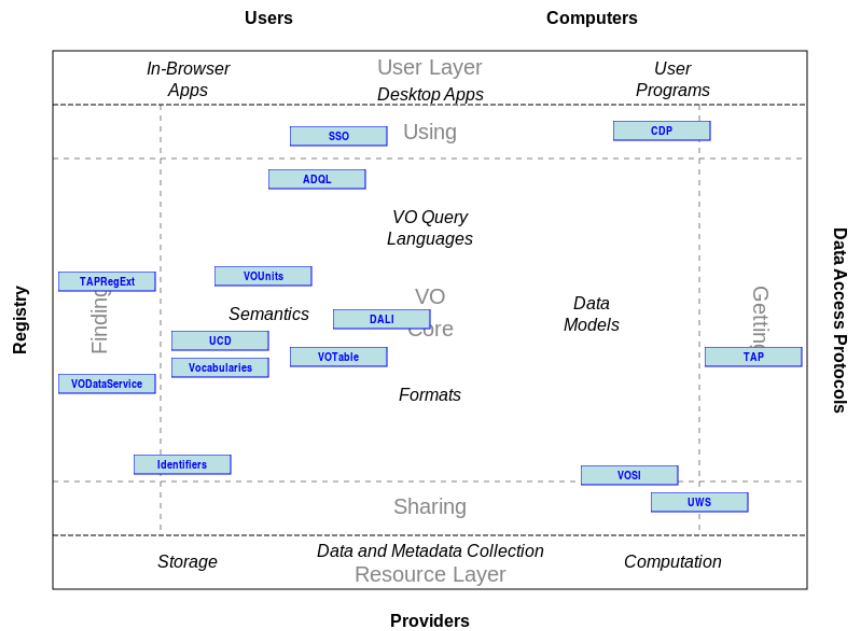 Users
Computers
In-Browser
Apps
User Layer
Desktop Apps
User
Programs
SSO
Using
CDP
ADQL
VO Query
Languages
TAPRegExt
VOUnits
Registry
Finding
Semantics
DALI
VO
Core
Data
Models
Getting
Data Access Protocols
UCD
VOTable
TAP
Vocabularies
VODataService
Formats
Identifiers
VOSI
UWS
Sharing
Storage
Data and Metadata Collection
Computation
Resource Layer
Providers